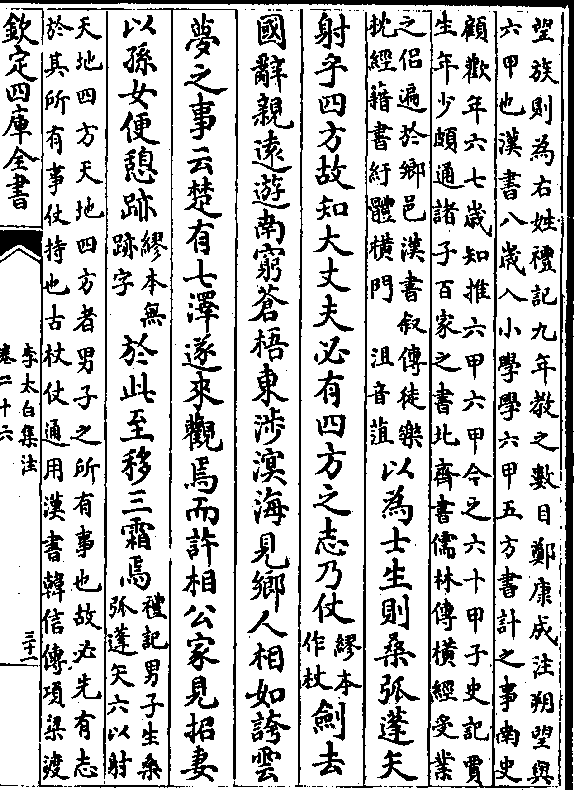 望族則為右姓禮記九年教之數目鄭康成注朔望與
六甲也漢書八歲入小學學六甲五方書計之事南史
顧歡年六七歲知推六甲六甲今之六十甲子史記賈
生年少頗通諸子百家之書北齊書儒林傳橫經受業
之侣遍於鄉邑漢書叙傳徒樂
枕經籍書紆體橫門 沮音菹
以為士生則桑弧蓬矢
射乎四方故知大丈夫必有四方之志乃仗繆本作杖劍去
國辭親遠遊南窮蒼梧東涉溟海見鄉人相如誇雲
夢之事云楚有七澤遂來觀焉而許相公家見招妻
以孫女便憩跡繆本無跡字於此至移三霜焉禮記男子生桑
弧蓬矢六以射
天地四方天地四方者男子之所有事也故必先有志
於其所有事仗持也古杖仗通用漢書韓信傳項梁渡
欽定四庫全書
李太白集注
卷二十六
三十一